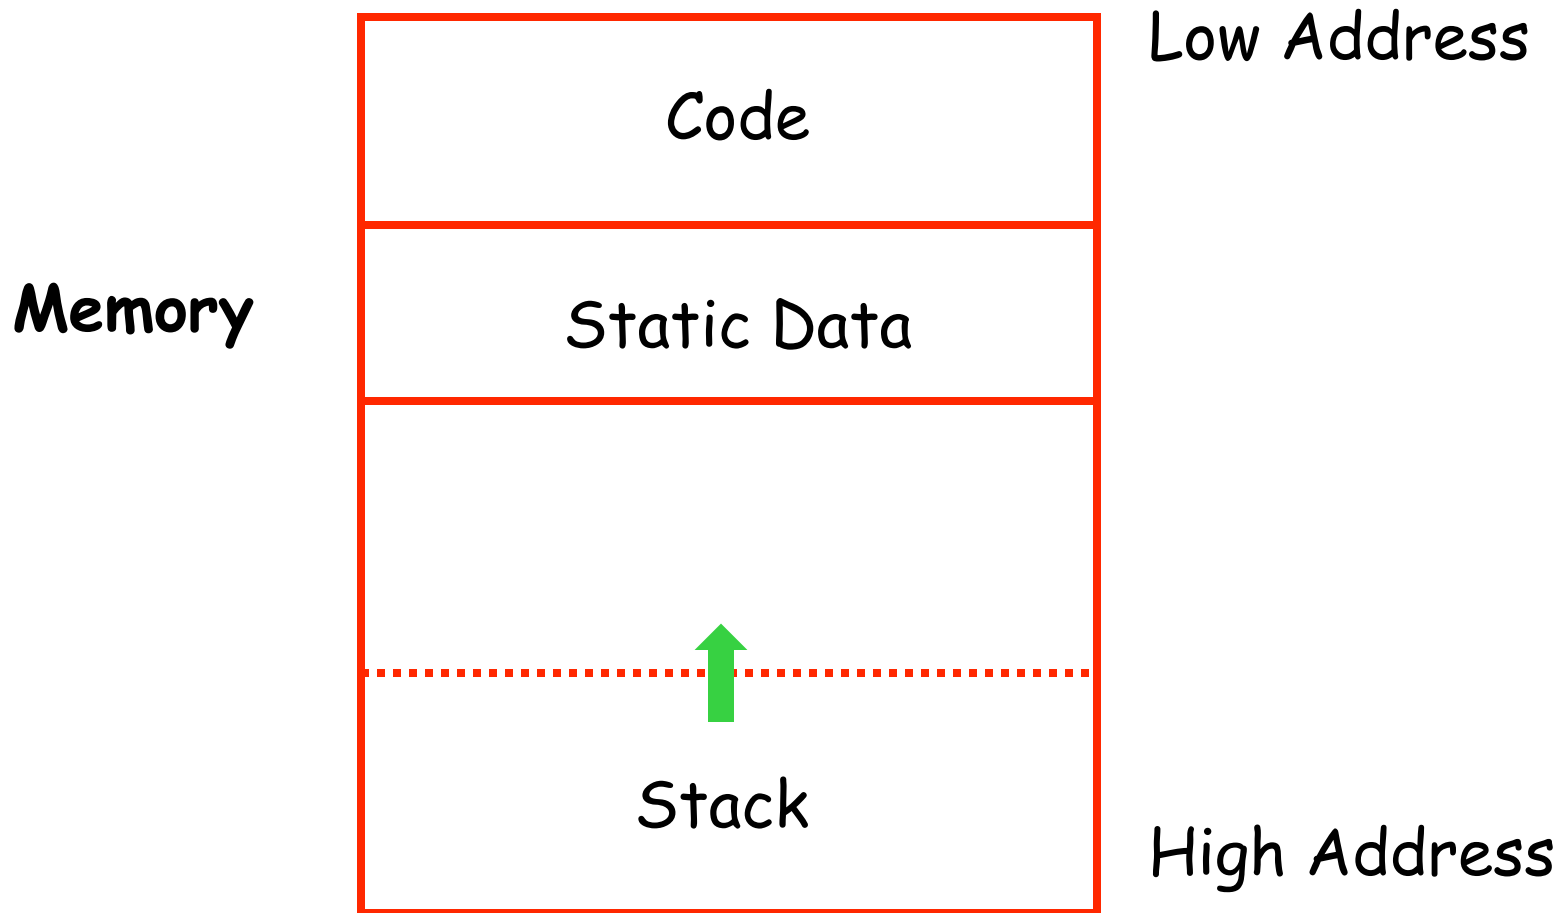 Low Address
Code
Memory
Static Data
Stack
High Address